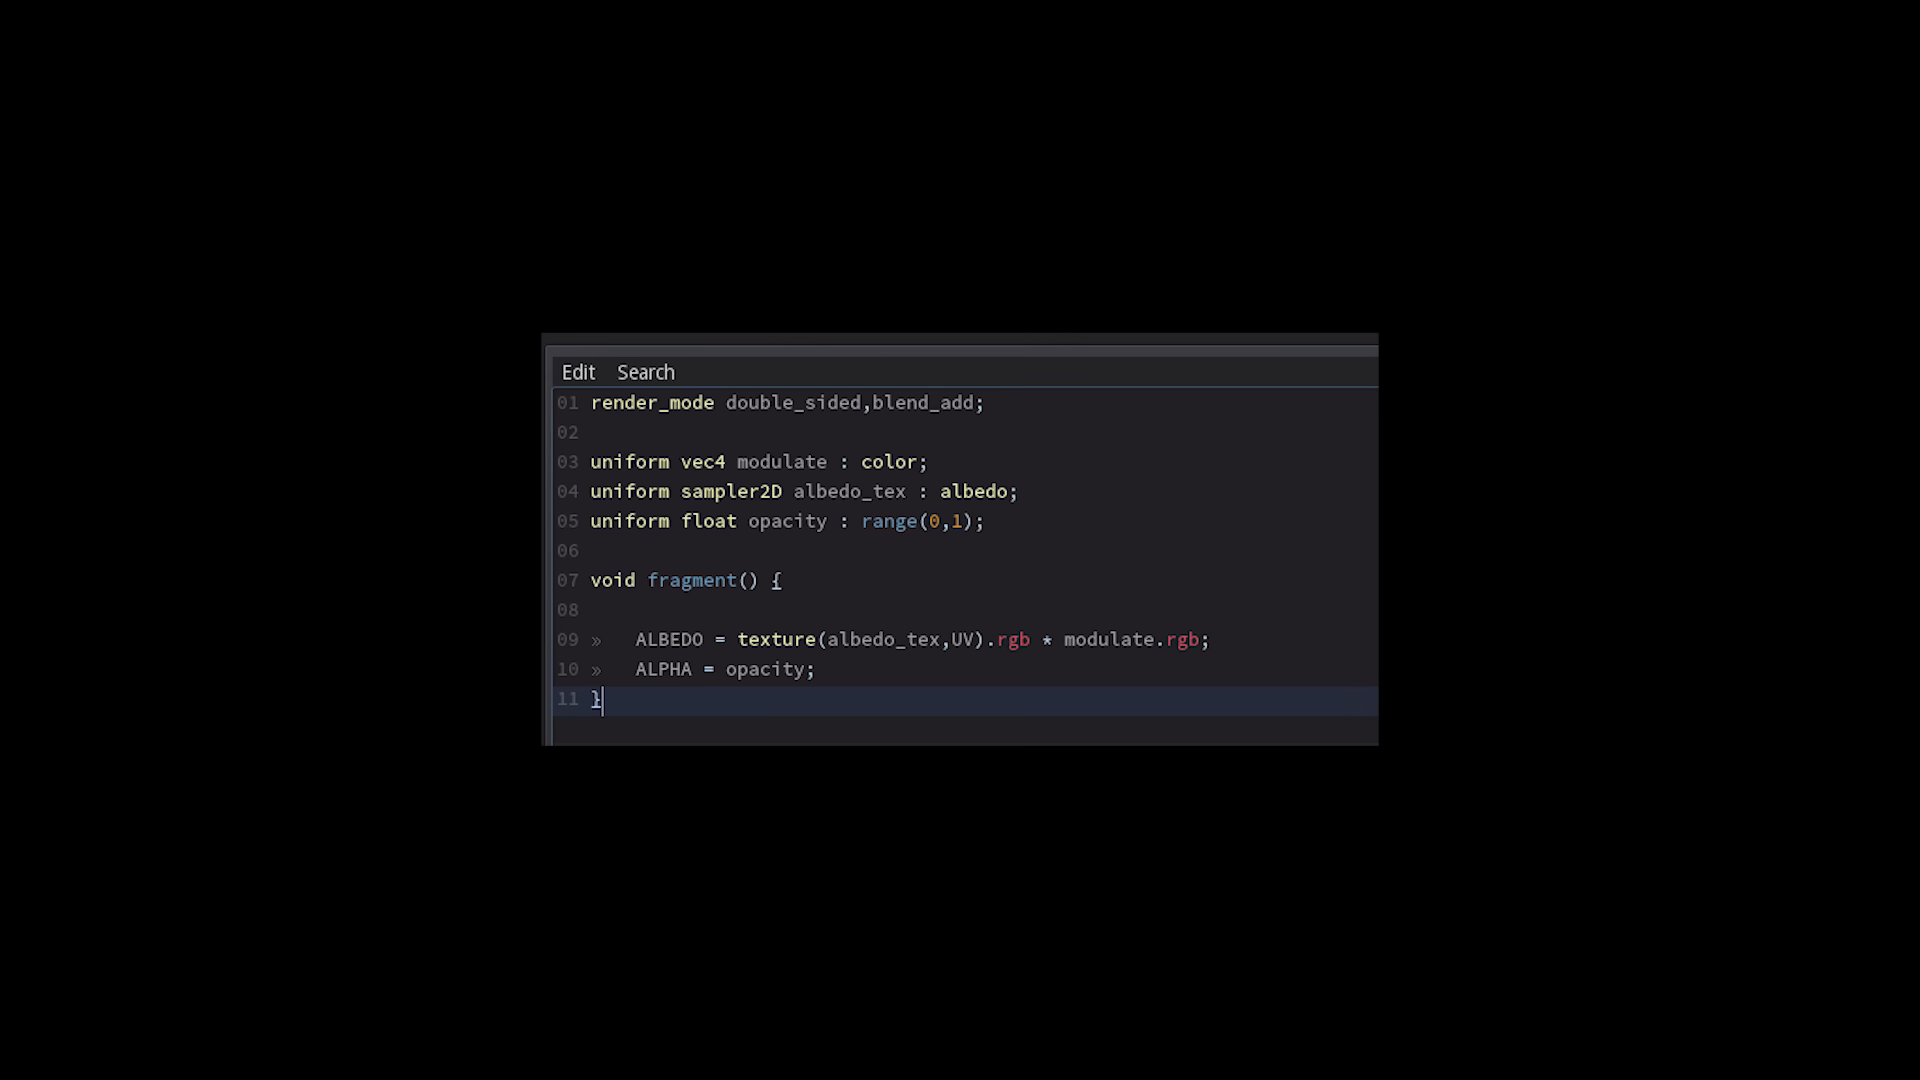 Edit Search
01 render_mode double_sided,blend_add;
02
03 uniform vec4 modulate : color;
04 uniform sampler2D albedo_tex : albedo;
05 uniform float opacity : range(0,1);
06
07 void fragment() {
08
09 » ALBEDO = texture(albedo_tex,UV).rgb * modulate.rgb;
10 » ALPHA = opacity;
11 }